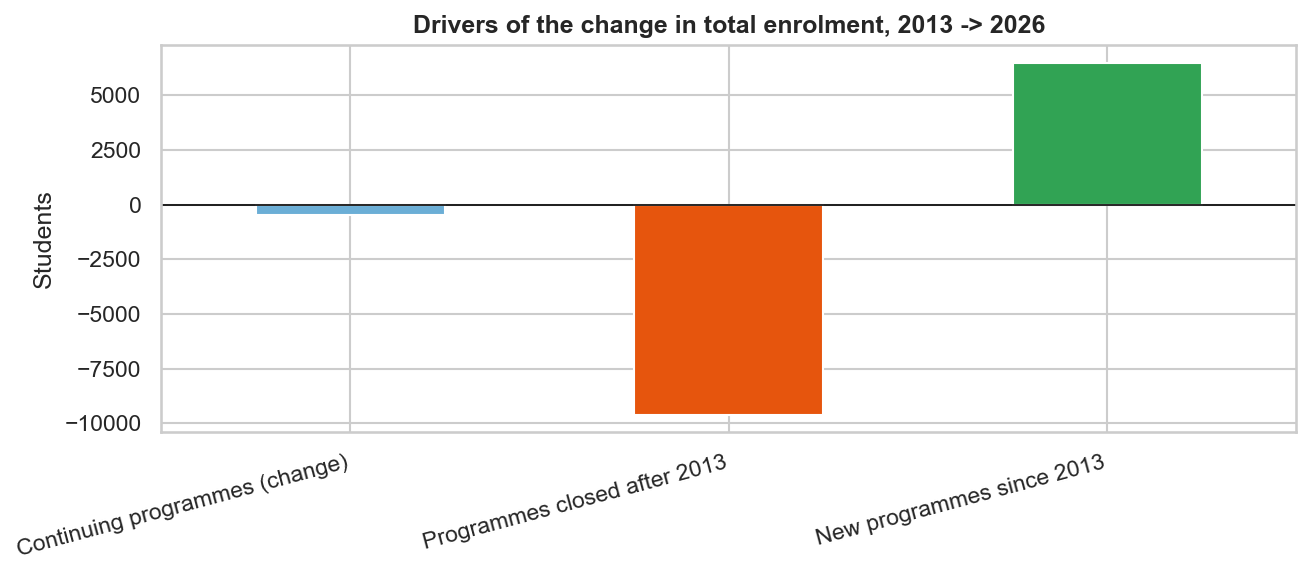 Drivers of the change in total enrolment, 2013 -> 2026
Students
5000
2500
0
−2500
−5000
−7500
−10000
Continuing programmes (change)
Programmes closed after 2013
New programmes since 2013